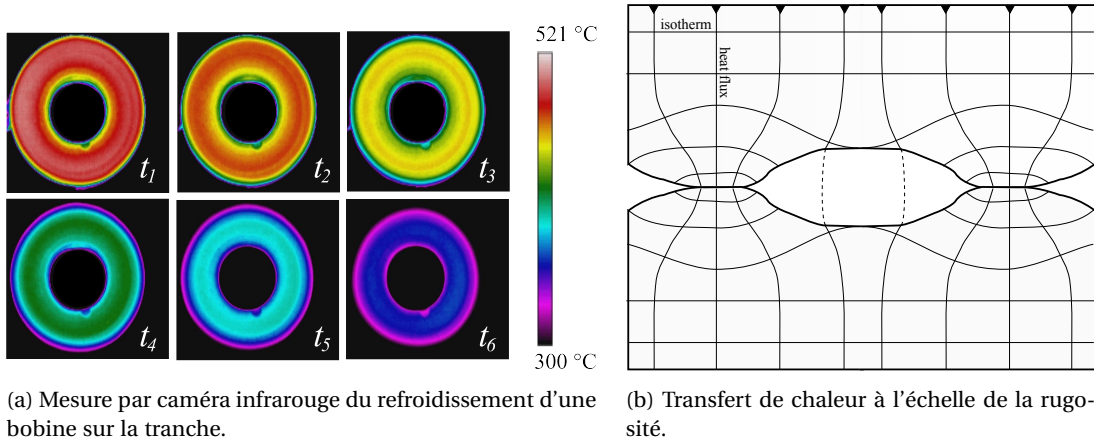 521 °C
t₁
t₂
t₃
t₄
t₅
t₆
300 °C
isotherm
heat flux
(a) Mesure par caméra infrarouge du refroidissement d'une
bobine sur la tranche.
(b) Transfert de chaleur à l'échelle de la rugo-
sité.